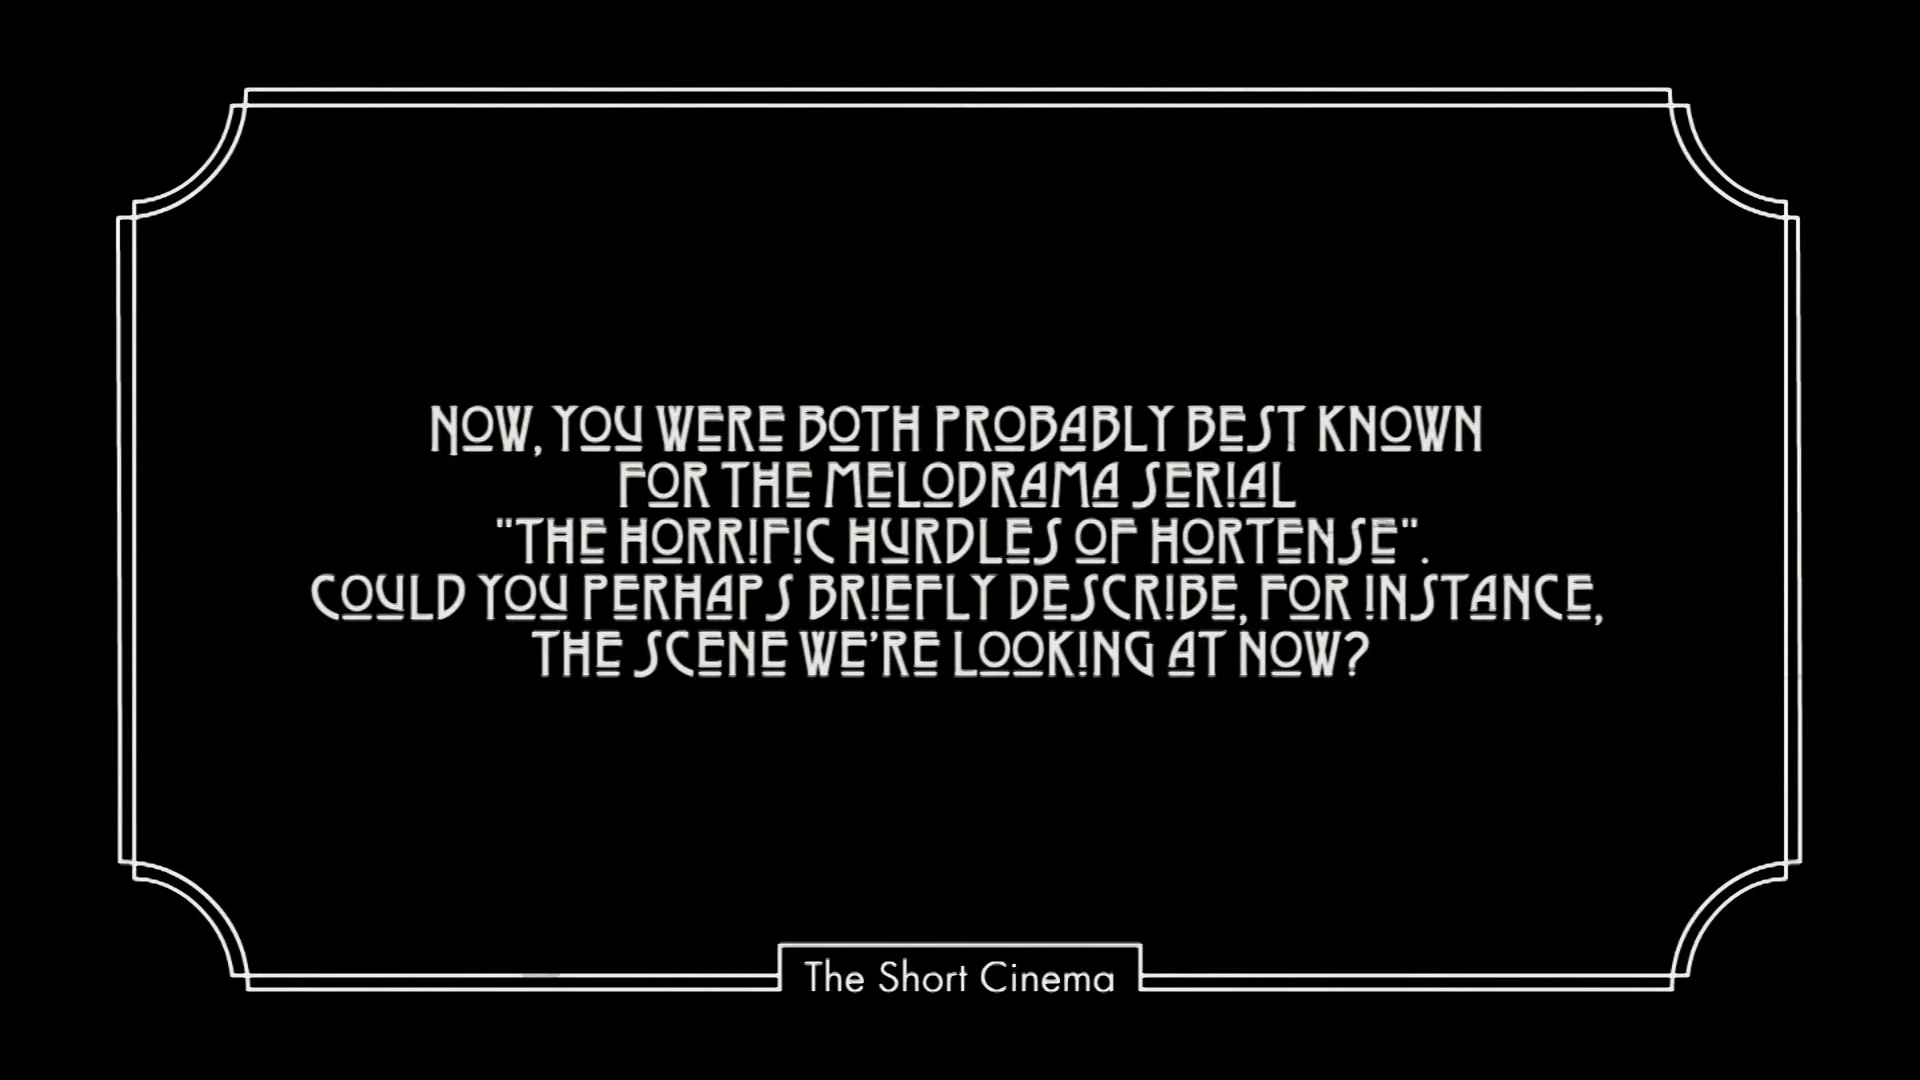 NOW, YOU WERE BOTH PROBABLY BEST KNOWN
FOR THE MELODRAMA SERIAL
"THE HORRIFIC HURDLES OF HORTENSE".
COULD YOU PERHAPS BRIEFLY DESCRIBE, FOR INSTANCE,
THE SCENE WE’RE LOOKING AT NOW?
The Short Cinema